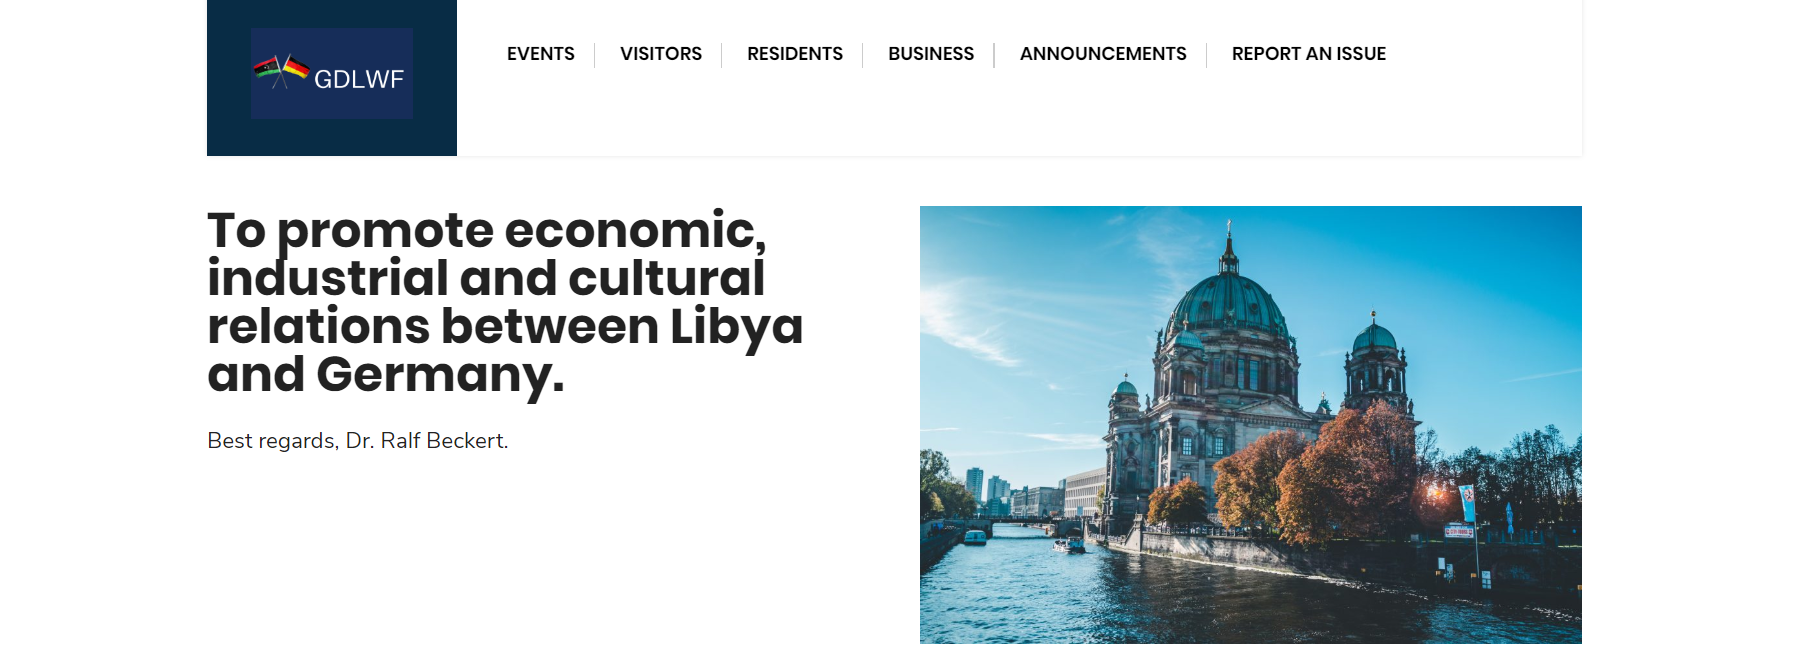 GDLWF
EVENTS
VISITORS
RESIDENTS
BUSINESS
ANNOUNCEMENTS
REPORT AN ISSUE
To promote economic,
industrial and cultural
relations between Libya
and Germany.
Best regards, Dr. Ralf Beckert.